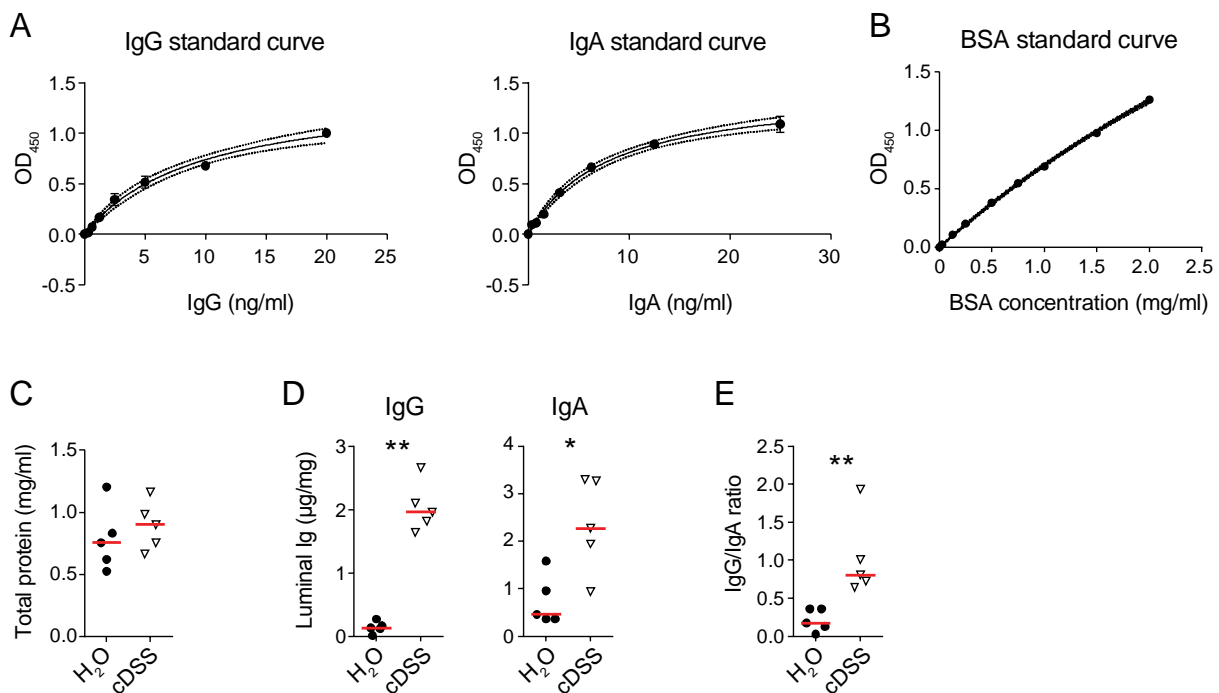 A
IgG standard curve
1.5
1.0
0.5
0.0
-0.5
OD450
5
10
15
20
25
IgG (ng/ml)
IgA standard curve
1.5
1.0
0.5
0.0
-0.5
OD450
10
20
30
IgA (ng/ml)
B
BSA standard curve
1.5
1.0
0.5
0.0
OD450
0
0.5
1.0
1.5
2.0
2.5
BSA concentration (mg/ml)
C
Total protein (mg/ml)
1.5
1.0
0.5
0.0
H2O
cDSS
D
IgG
**
Luminal Ig (μg/mg)
3
2
1
0
H2O
cDSS
IgA
*
4
3
2
1
0
H2O
cDSS
E
**
IgG/IgA ratio
2.5
2.0
1.5
1.0
0.5
0.0
H2O
cDSS